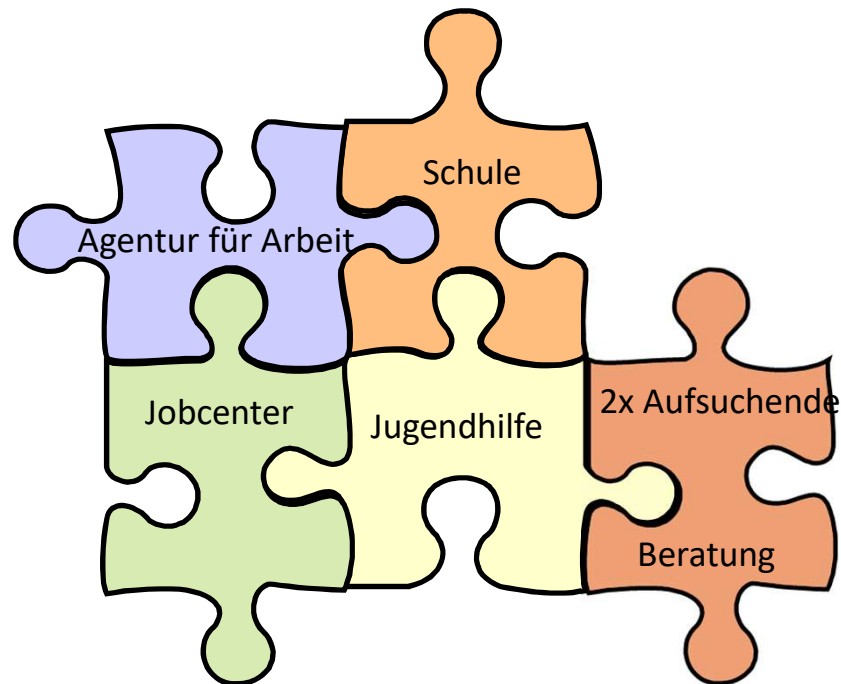 Schule
Agentur für Arbeit
Jobcenter
Jugendhilfe
2x Aufsuchende
Beratung